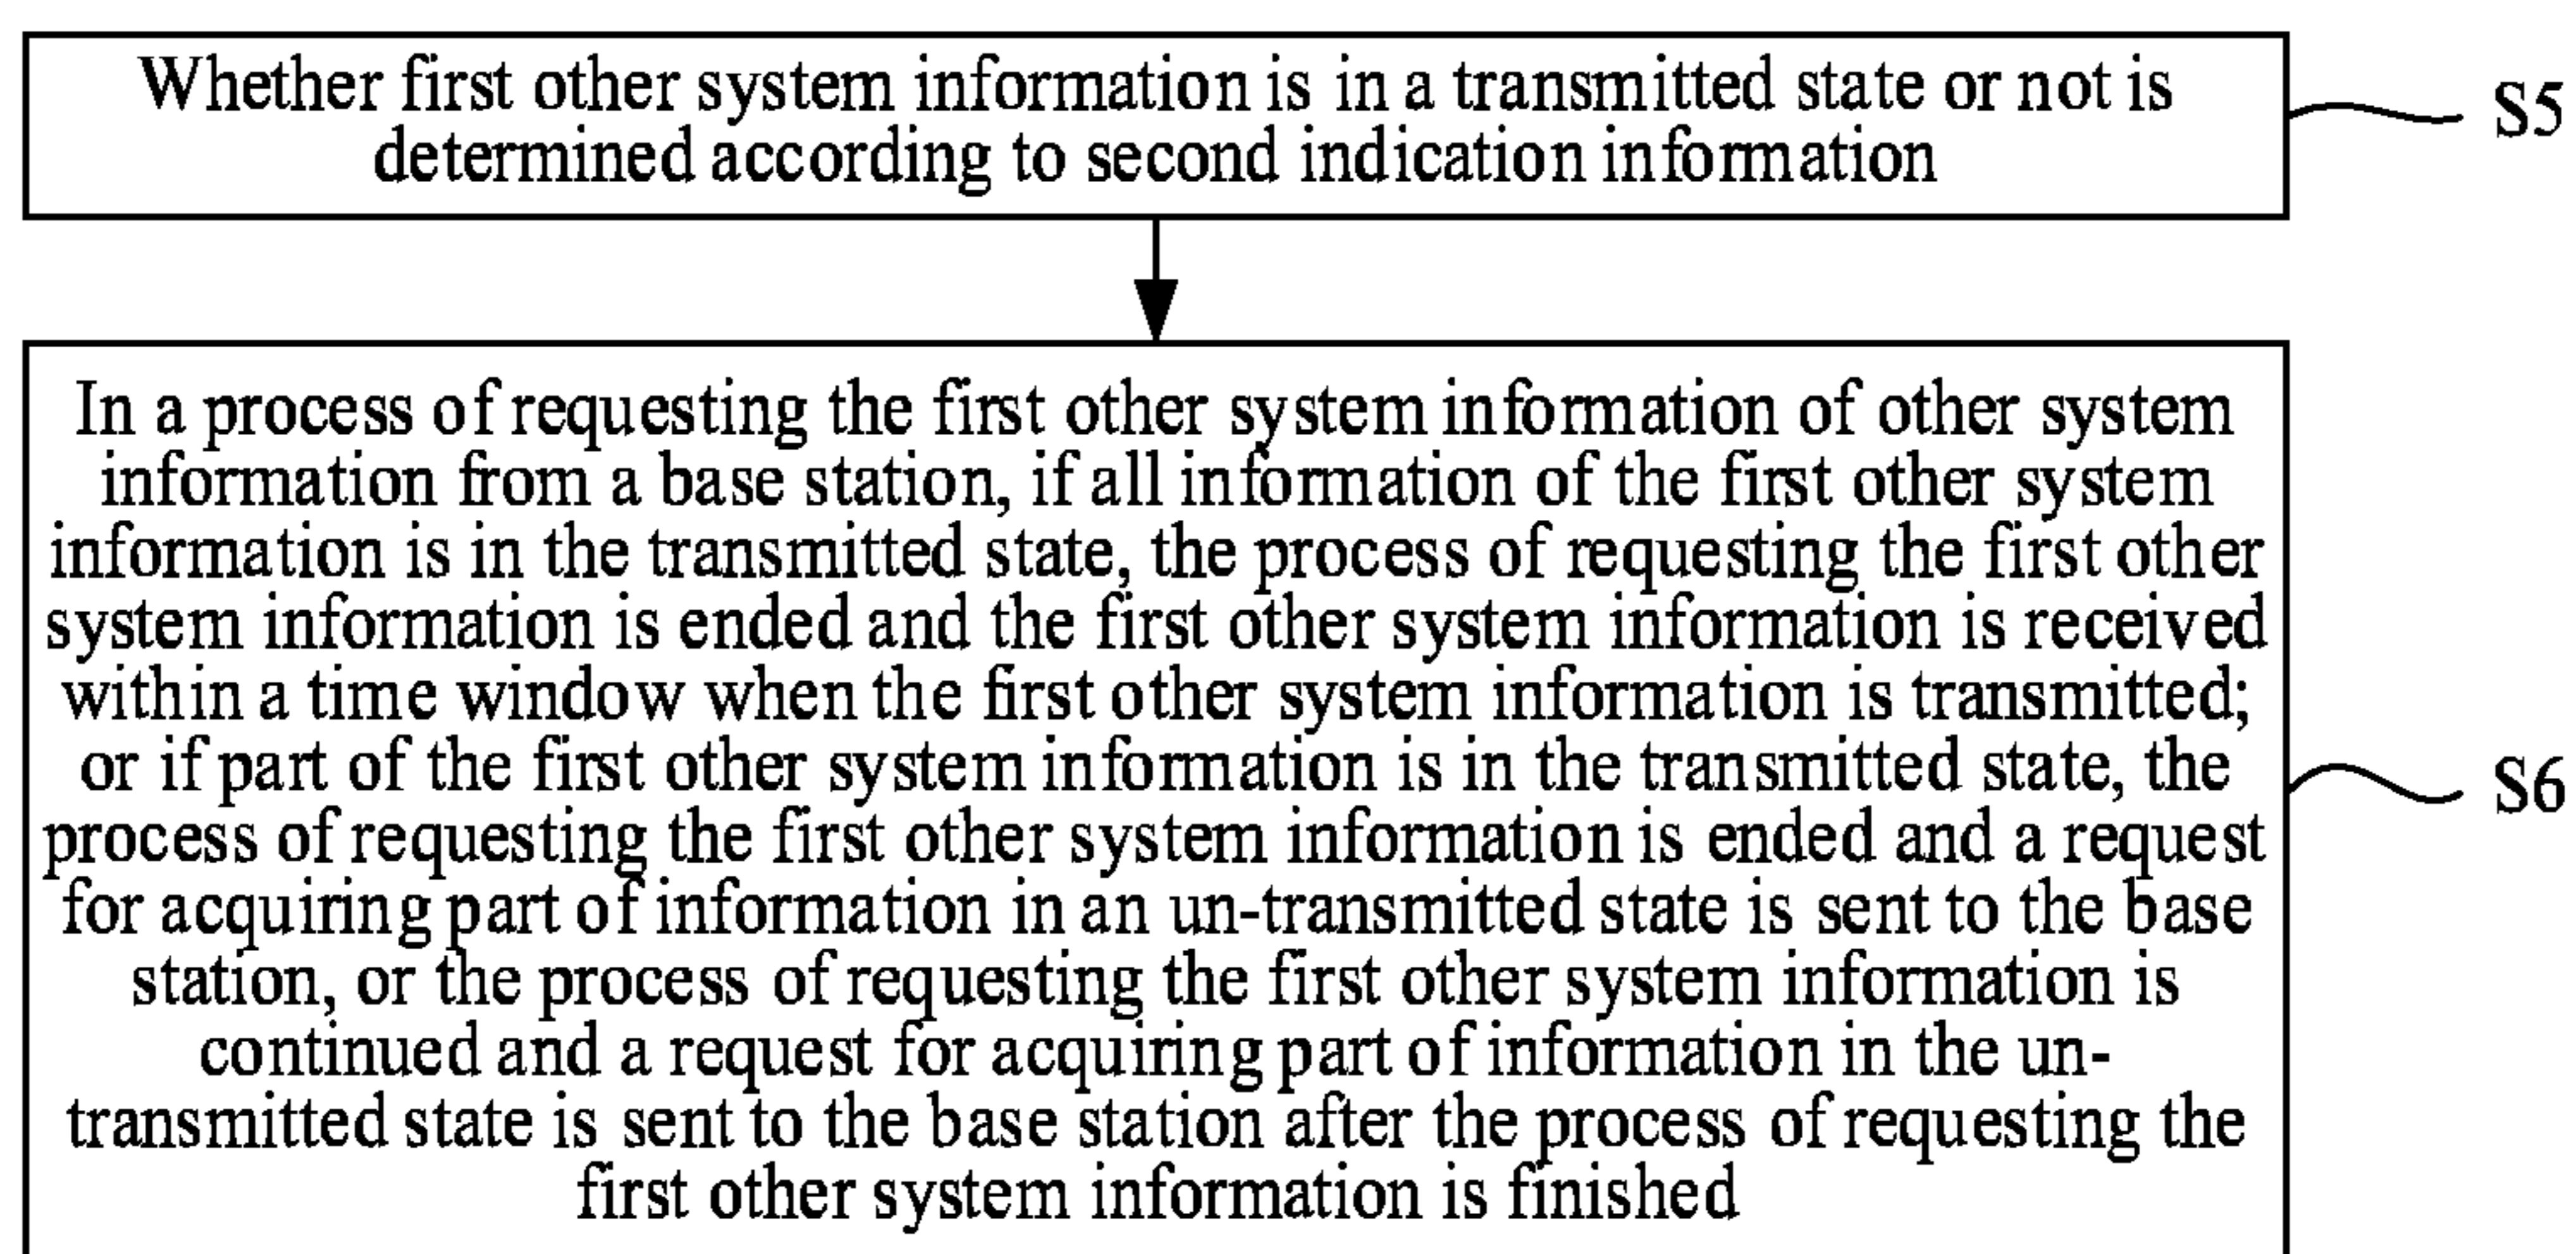 Whether first other system information is in a transmitted state or not is
determined according to second indication information
S5
In a process of requesting the first other system information of other system
information from a base station, if all information of the first other system
information is in the transmitted state, the process of requesting the first other
system information is ended and the first other system information is received
within a time window when the first other system information is transmitted;
or if part of the first other system information is in the transmitted state, the
process of requesting the first other system information is ended and a request
for acquiring part of information in an un-transmitted state is sent to the base
station, or the process of requesting the first other system information is
continued and a request for acquiring part of information in the un-
transmitted state is sent to the base station after the process of requesting the
first other system information is finished
S6